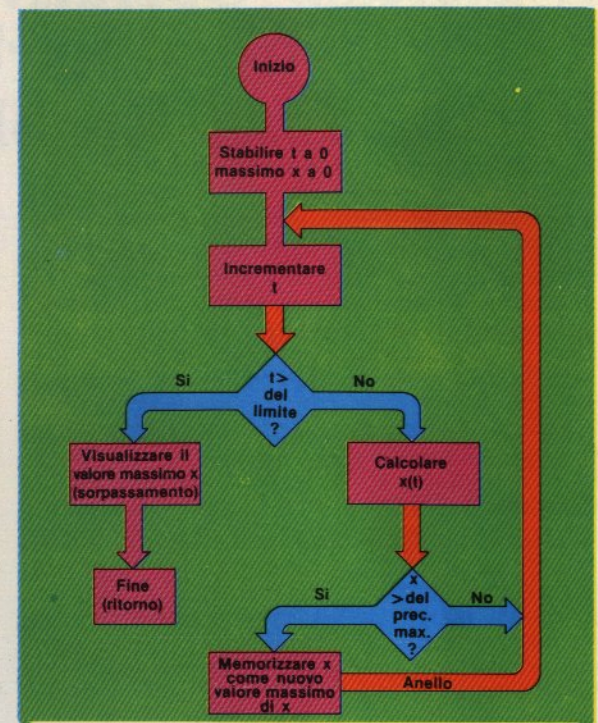 Inizio
Stabilire t a 0
massimo x a 0
Incrementare
t
Si
t>
del
limite
?
No
Visualizzare il
valore massimo x
(sorpassamento)
Calcolare
x(t)
Fine
(ritorno)
Si
x
>del
prec.
max.
?
No
Memorizzare x
come nuovo
valore massimo
di x
Anello